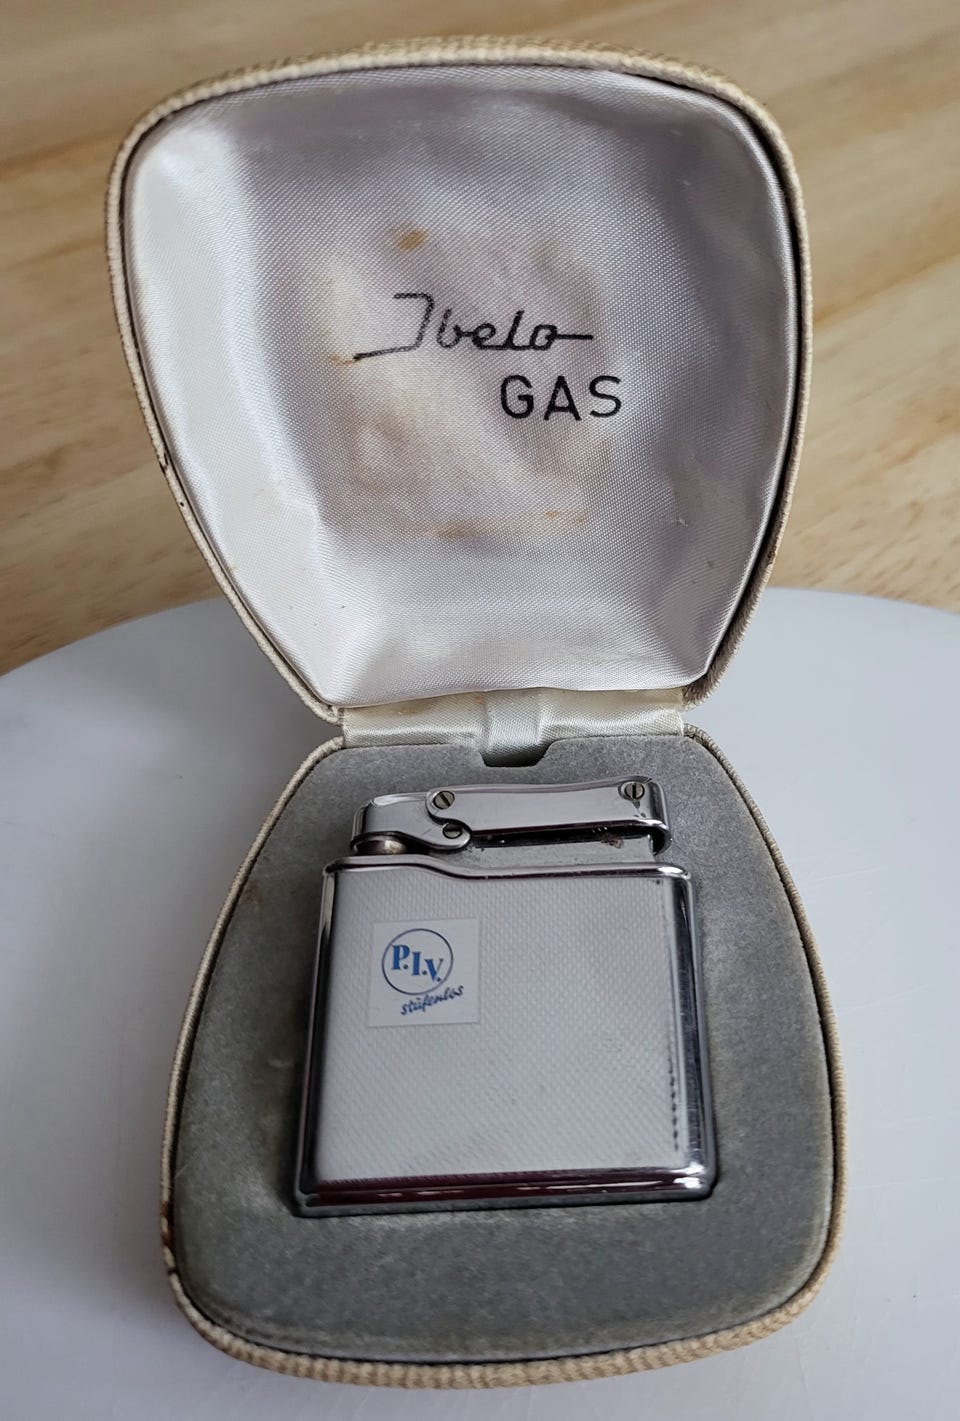 Ibelo
GAS
P.I.V.
stufenlos